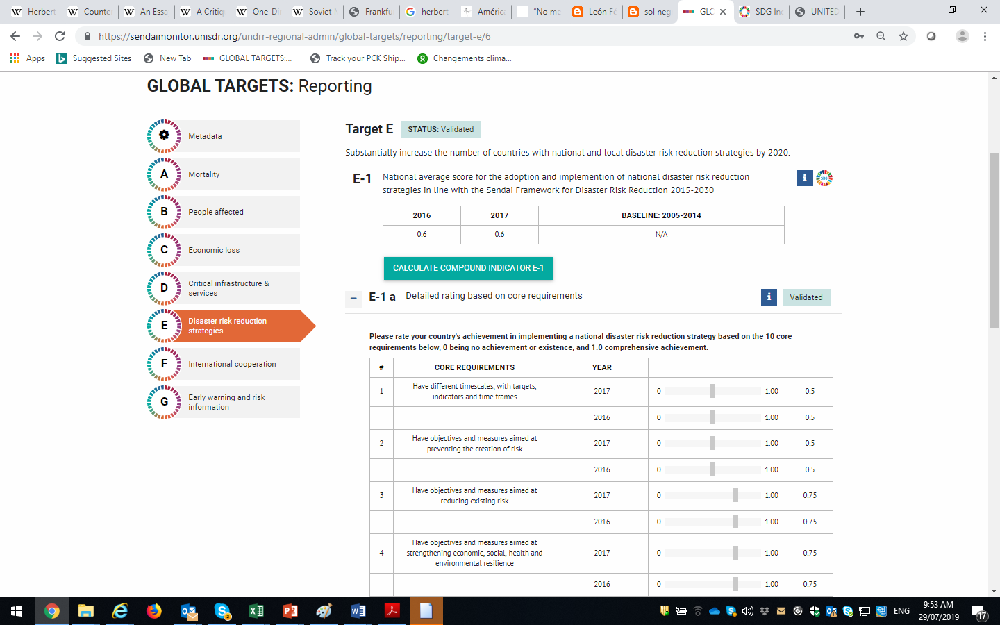 Herbert
Counter
An Essa
A Critiq
One-Di
Soviet M
Frankfu
herbert
Améric
"No me
León Fe
sol neg
GLO
SDG Ind
UNITED
https://sendaimonitor.unisdr.org/undrr-regional-admin/global-targets/reporting/target-e/6
Apps
Suggested Sites
New Tab
GLOBAL TARGETS:...
Track your PCK Ship...
Changements clima...
GLOBAL TARGETS: Reporting
Metadata
A Mortality
B People affected
C Economic loss
D Critical infrastructure &
services
E Disaster risk reduction
strategies
F International cooperation
G Early warning and risk
information
Target E STATUS: Validated
Substantially increase the number of countries with national and local disaster risk reduction strategies by 2020.
E-1 National average score for the adoption and implemention of national disaster risk reduction
strategies in line with the Sendai Framework for Disaster Risk Reduction 2015-2030
i SDG
2016 2017 BASELINE: 2005-2014
0.6 0.6 N/A
CALCULATE COMPOUND INDICATOR E-1
− E-1 a Detailed rating based on core requirements i Validated
Please rate your country's achievement in implementing a national disaster risk reduction strategy based on the 10 core
requirements below, 0 being no achievement or existence, and 1.0 comprehensive achievement.
# CORE REQUIREMENTS YEAR
1 Have different timescales, with targets,
indicators and time frames 2017 0 1.00 0.5
2016 0 1.00 0.5
2 Have objectives and measures aimed at
preventing the creation of risk 2017 0 1.00 0.5
2016 0 1.00 0.5
3 Have objectives and measures aimed at
reducing existing risk 2017 0 1.00 0.75
2016 0 1.00 0.75
Have objectives and measures aimed at
4 strengthening economic, social, health and 2017 0 1.00 0.75
environmental resilience
2016 0 1.00 0.75
ENG
9:53 AM
29/07/2019
17